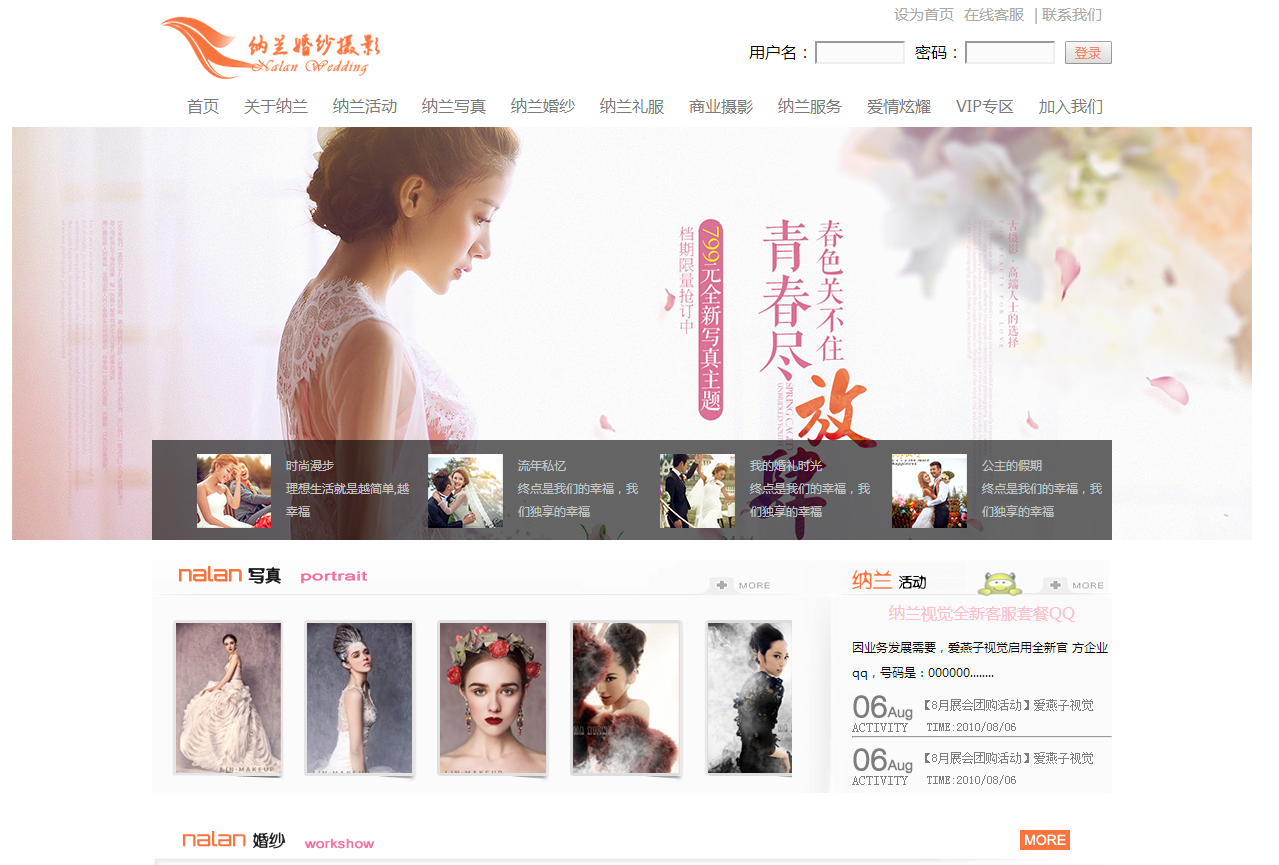 设为首页 在线客服 | 联系我们
纳兰婚纱摄影
Nalan Wedding
用户名： 密码： 登录
首页 关于纳兰 纳兰活动 纳兰写真 纳兰婚纱 纳兰礼服 商业摄影 纳兰服务 爱情炫耀 VIP专区 加入我们
春色关不住
青春尽放肆
799元全新写真主题
档期限量抢订中
古摄影·高端人士的选择
时尚漫步
理想生活就是越简单,越
幸福
流年私忆
终点是我们的幸福，我
们独享的幸福
我的婚礼时光
终点是我们的幸福，我
们独享的幸福
公主的假期
终点是我们的幸福，我
们独享的幸福
nalan 写真 portrait
MORE
纳兰 活动
MORE
纳兰视觉全新客服套餐QQ
因业务发展需要，爱燕子视觉启用全新官 方企业
qq，号码是：000000........
06Aug 【8月展会团购活动】爱燕子视觉
ACTIVITY TIME:2010/08/06
06Aug 【8月展会团购活动】爱燕子视觉
ACTIVITY TIME:2010/08/06
nalan 婚纱 workshow
MORE